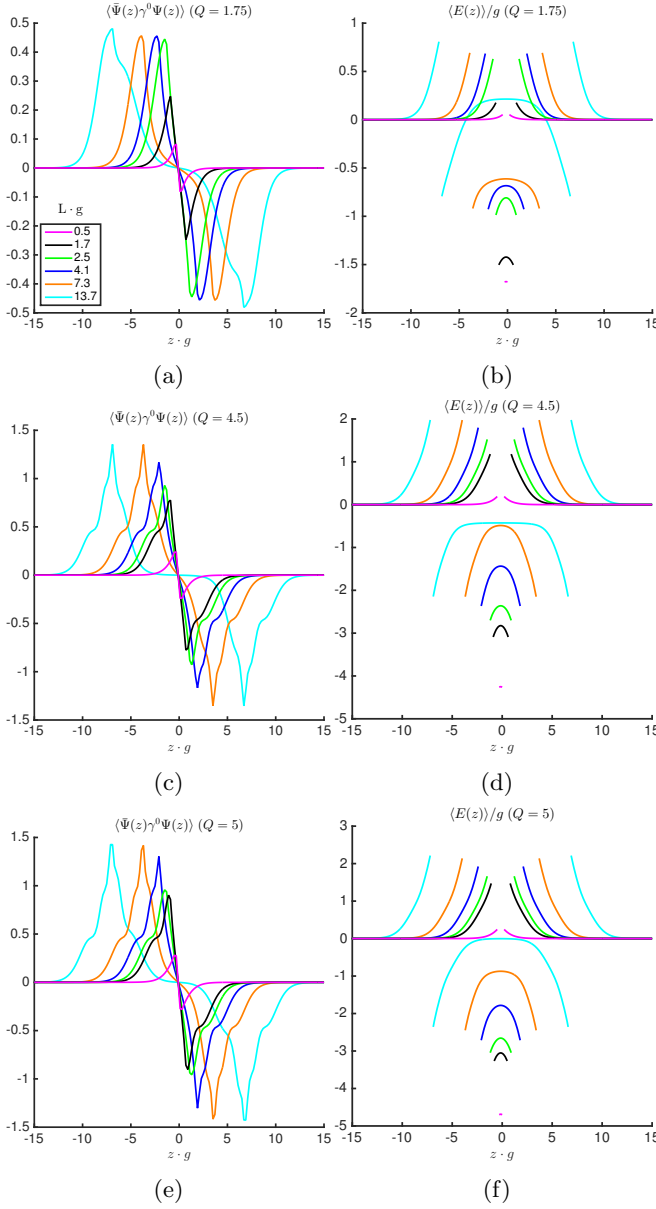 ⟨Ψ̄(z)γ⁰Ψ(z)⟩ (Q = 1.75)
0.5
0.4
0.3
0.2
0.1
0
-0.1
-0.2
-0.3
-0.4
-0.5
L · g
0.5
1.7
2.5
4.1
7.3
13.7
-15 -10 -5 0 5 10 15
z · g
(a)
⟨E(z)⟩/g (Q = 1.75)
1
0.5
0
-0.5
-1
-1.5
-2
-15 -10 -5 0 5 10 15
z · g
(b)
⟨Ψ̄(z)γ⁰Ψ(z)⟩ (Q = 4.5)
1.5
1
0.5
0
-0.5
-1
-1.5
-15 -10 -5 0 5 10 15
z · g
(c)
⟨E(z)⟩/g (Q = 4.5)
2
1
0
-1
-2
-3
-4
-5
-15 -10 -5 0 5 10 15
z · g
(d)
⟨Ψ̄(z)γ⁰Ψ(z)⟩ (Q = 5)
1.5
1
0.5
0
-0.5
-1
-1.5
-15 -10 -5 0 5 10 15
z · g
(e)
⟨E(z)⟩/g (Q = 5)
3
2
1
0
-1
-2
-3
-4
-5
-15 -10 -5 0 5 10 15
z · g
(f)